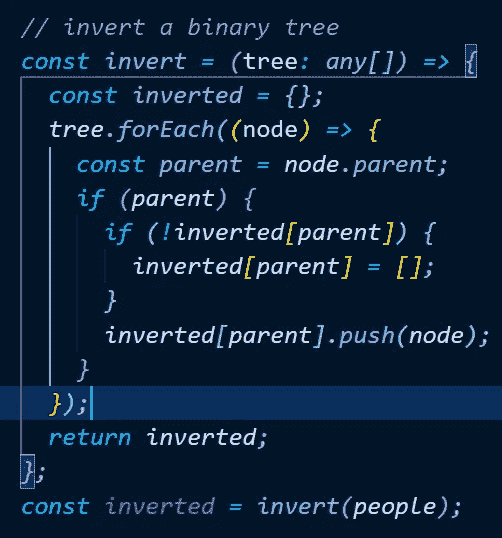 // invert a binary tree
const invert = (tree: any[]) => {
const inverted = {};
tree.forEach((node) => {
const parent = node.parent;
if (parent) {
if (!inverted[parent]) {
inverted[parent] = [];
}
inverted[parent].push(node);
}
});
return inverted;
};
const inverted = invert(people);